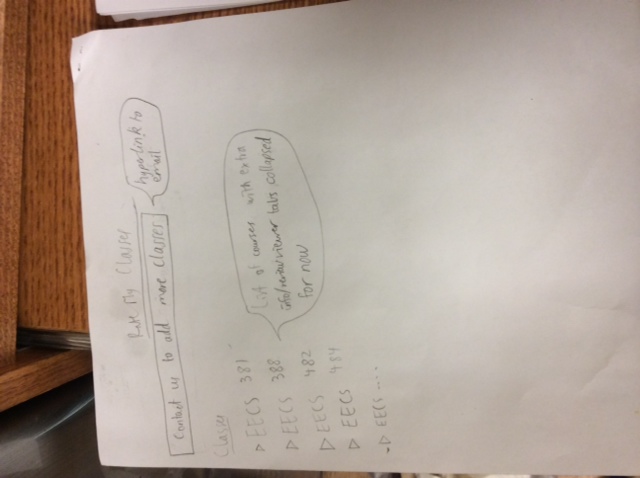 Rate My Classes
Contact us to add more classes
hyperlink to
email
Classes
▷ EECS 381
▷ EECS 388
▷ EECS 482
▷ EECS 484
▷ EECS ....
List of courses with extra
info/review viewer tabs collapsed
for now